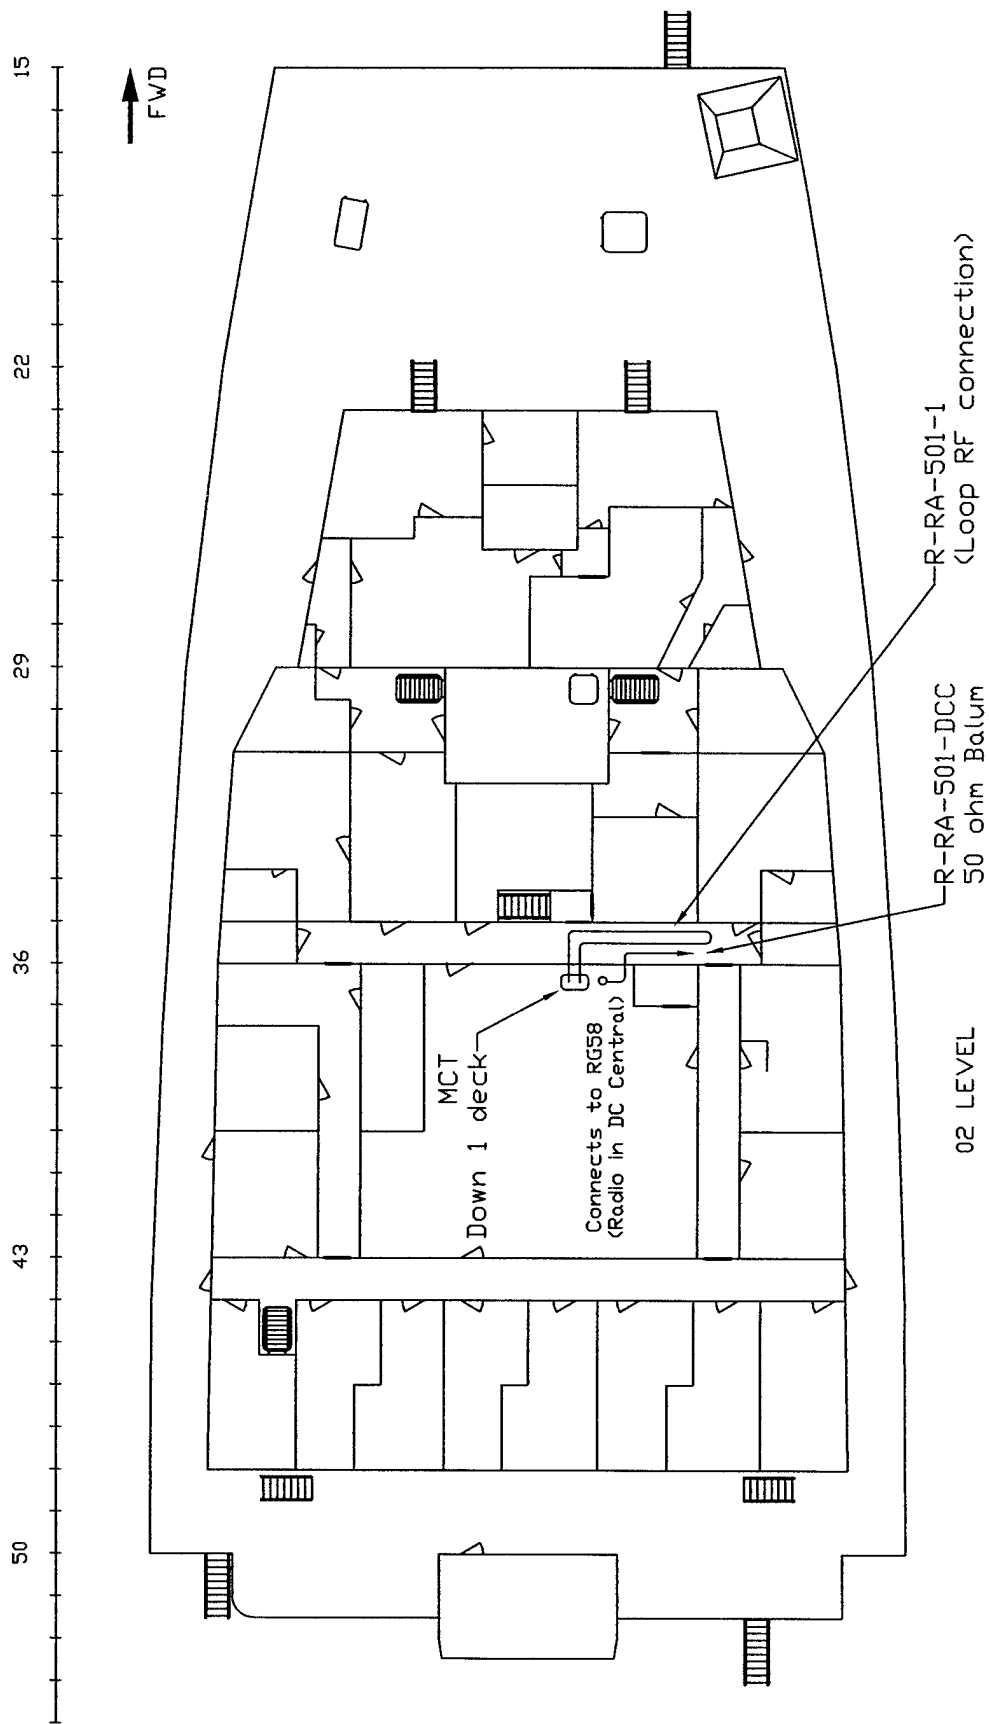 50
43
36
29
22
15
FWD
MCT
Down 1 deck
Connects to RG58
(Radio in DC Central)
R-RA-501-1
(Loop RF connection)
R-RA-501-DCC
50 ohm Balum
02 LEVEL